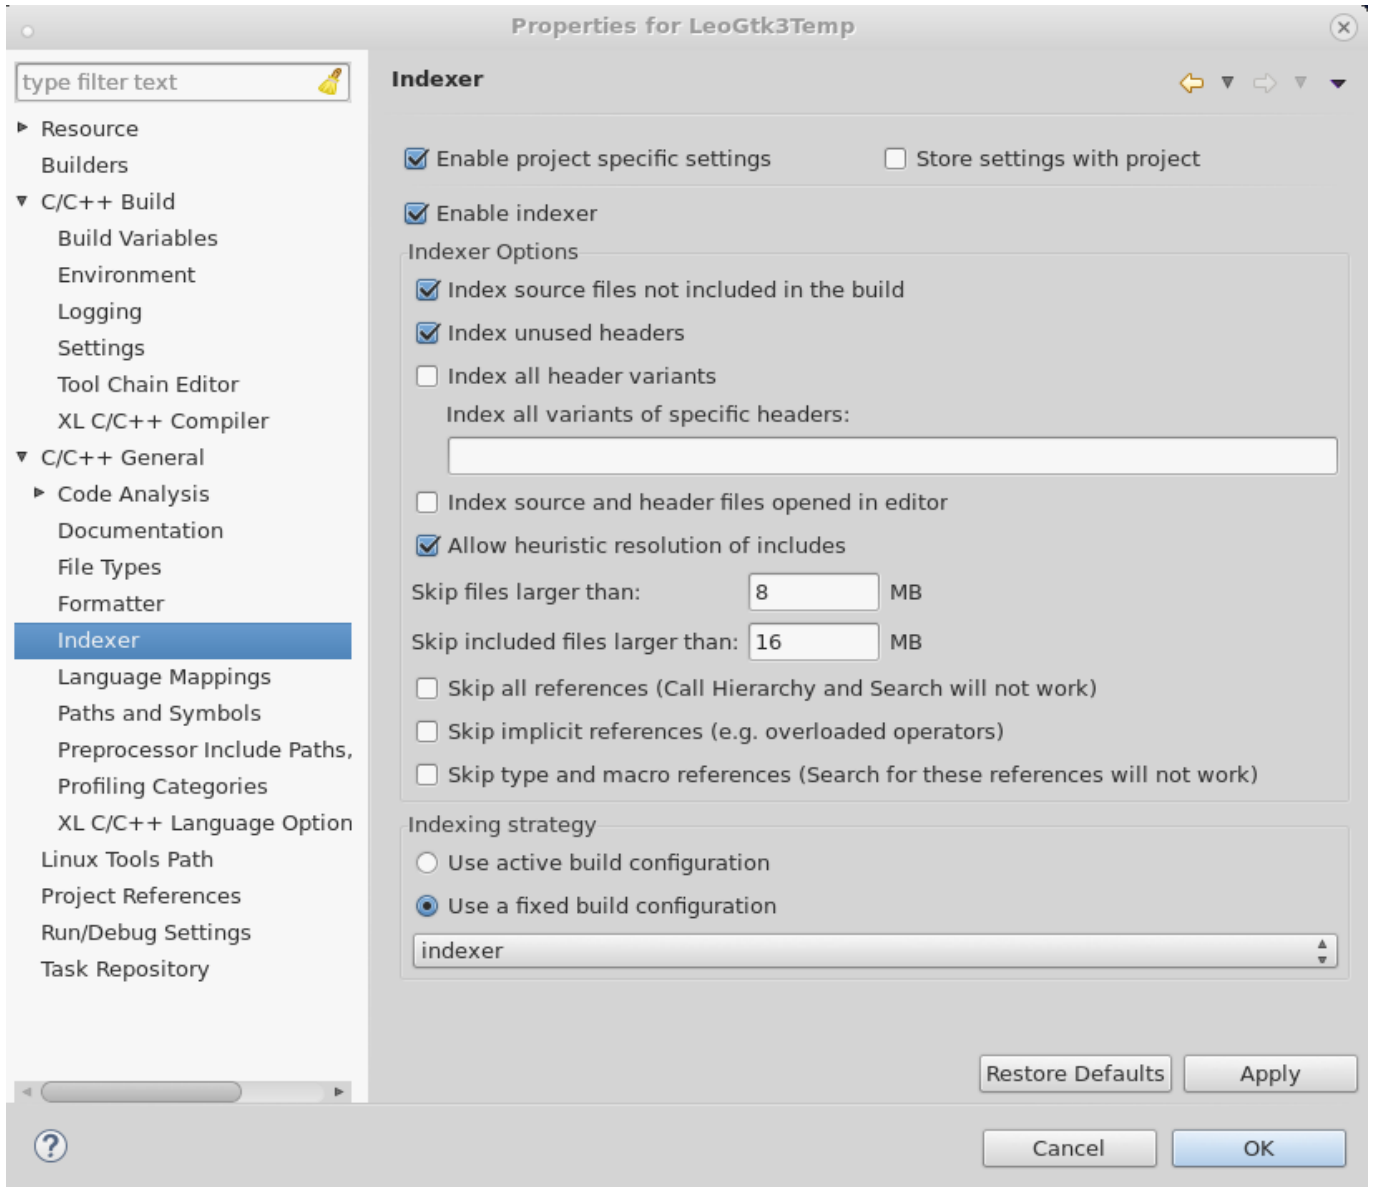 Properties for LeoGtk3Temp
type filter text
Resource
Builders
C/C++ Build
Build Variables
Environment
Logging
Settings
Tool Chain Editor
XL C/C++ Compiler
C/C++ General
Code Analysis
Documentation
File Types
Formatter
Indexer
Language Mappings
Paths and Symbols
Preprocessor Include Paths,
Profiling Categories
XL C/C++ Language Option
Linux Tools Path
Project References
Run/Debug Settings
Task Repository
Indexer
Enable project specific settings
Store settings with project
Enable indexer
Indexer Options
Index source files not included in the build
Index unused headers
Index all header variants
Index all variants of specific headers:
Index source and header files opened in editor
Allow heuristic resolution of includes
Skip files larger than: 8 MB
Skip included files larger than: 16 MB
Skip all references (Call Hierarchy and Search will not work)
Skip implicit references (e.g. overloaded operators)
Skip type and macro references (Search for these references will not work)
Indexing strategy
Use active build configuration
Use a fixed build configuration
indexer
Restore Defaults
Apply
?
Cancel
OK